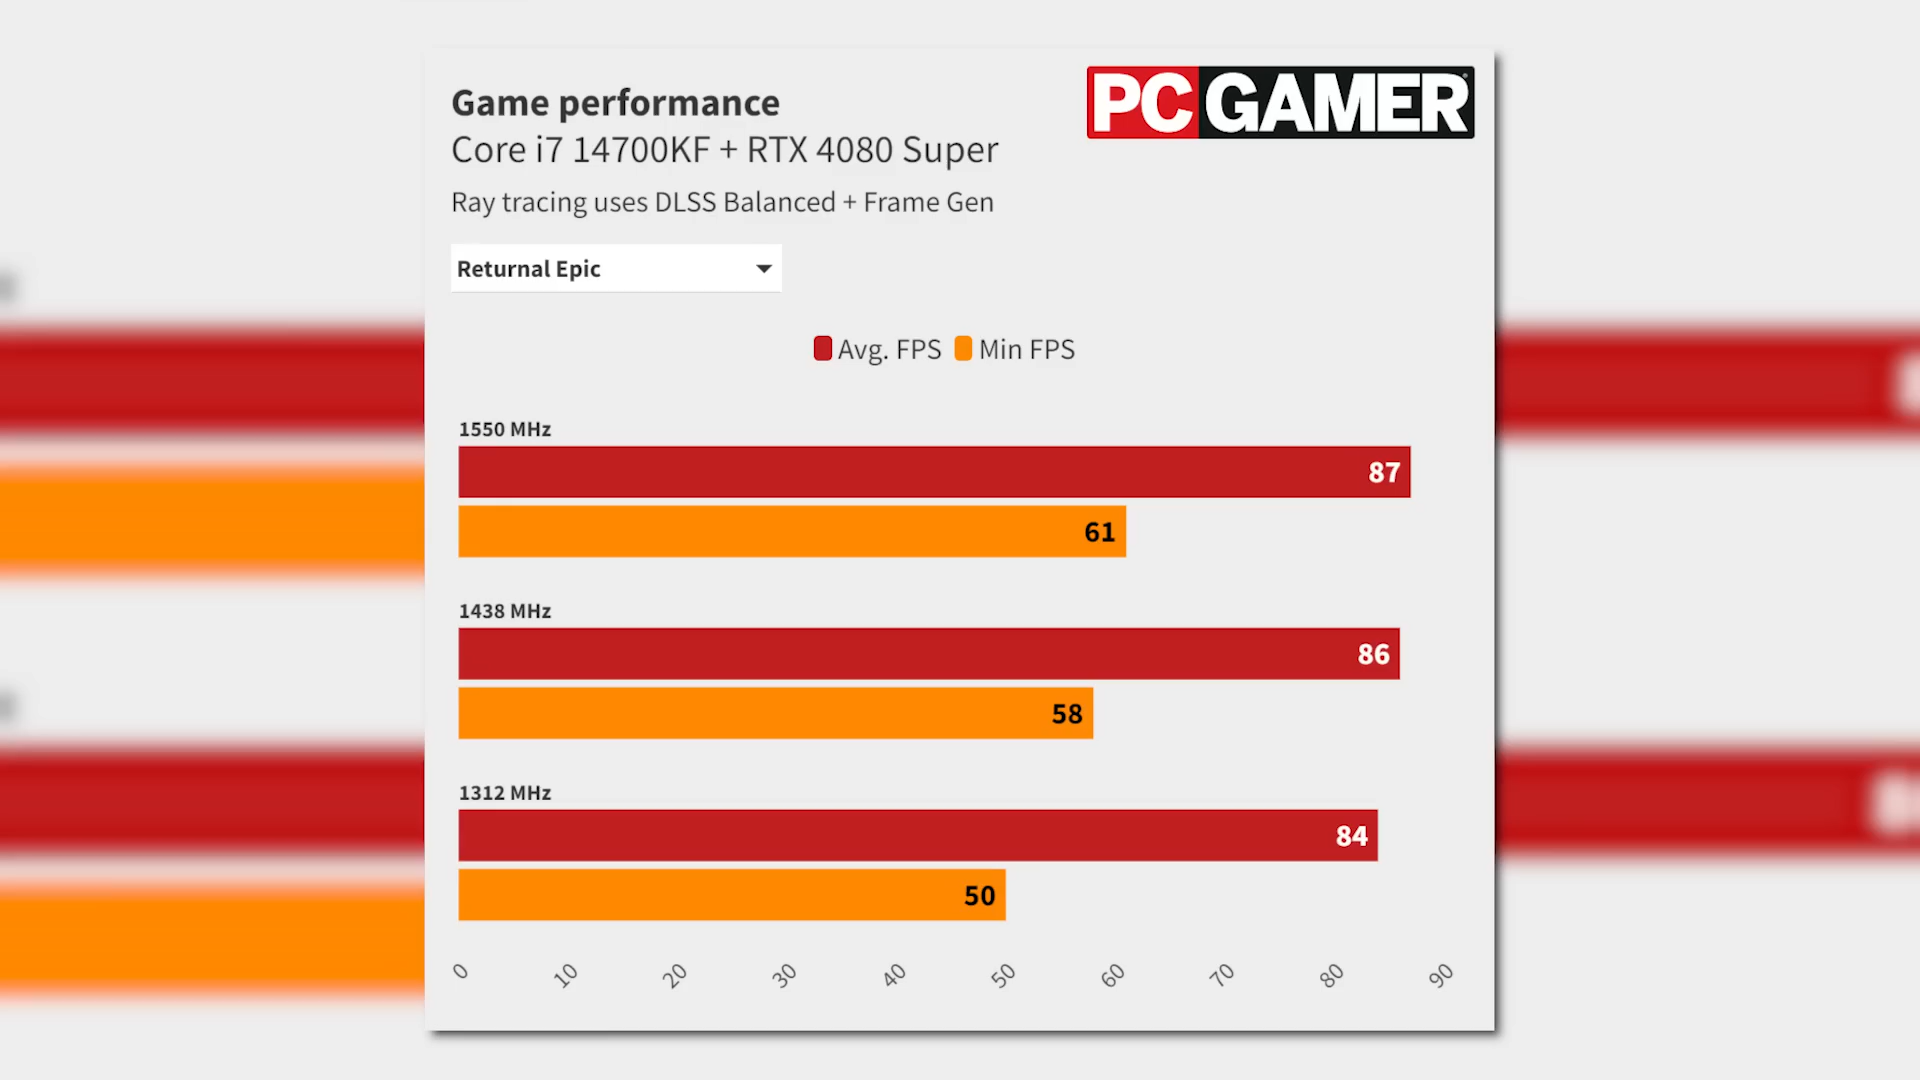 Game performance
PC GAMER
Core i7 14700KF + RTX 4080 Super
Ray tracing uses DLSS Balanced + Frame Gen
Returnal Epic
Avg. FPS Min FPS
1550 MHz
87
61
1438 MHz
86
58
1312 MHz
84
50
0 10 20 30 40 50 60 70 80 90